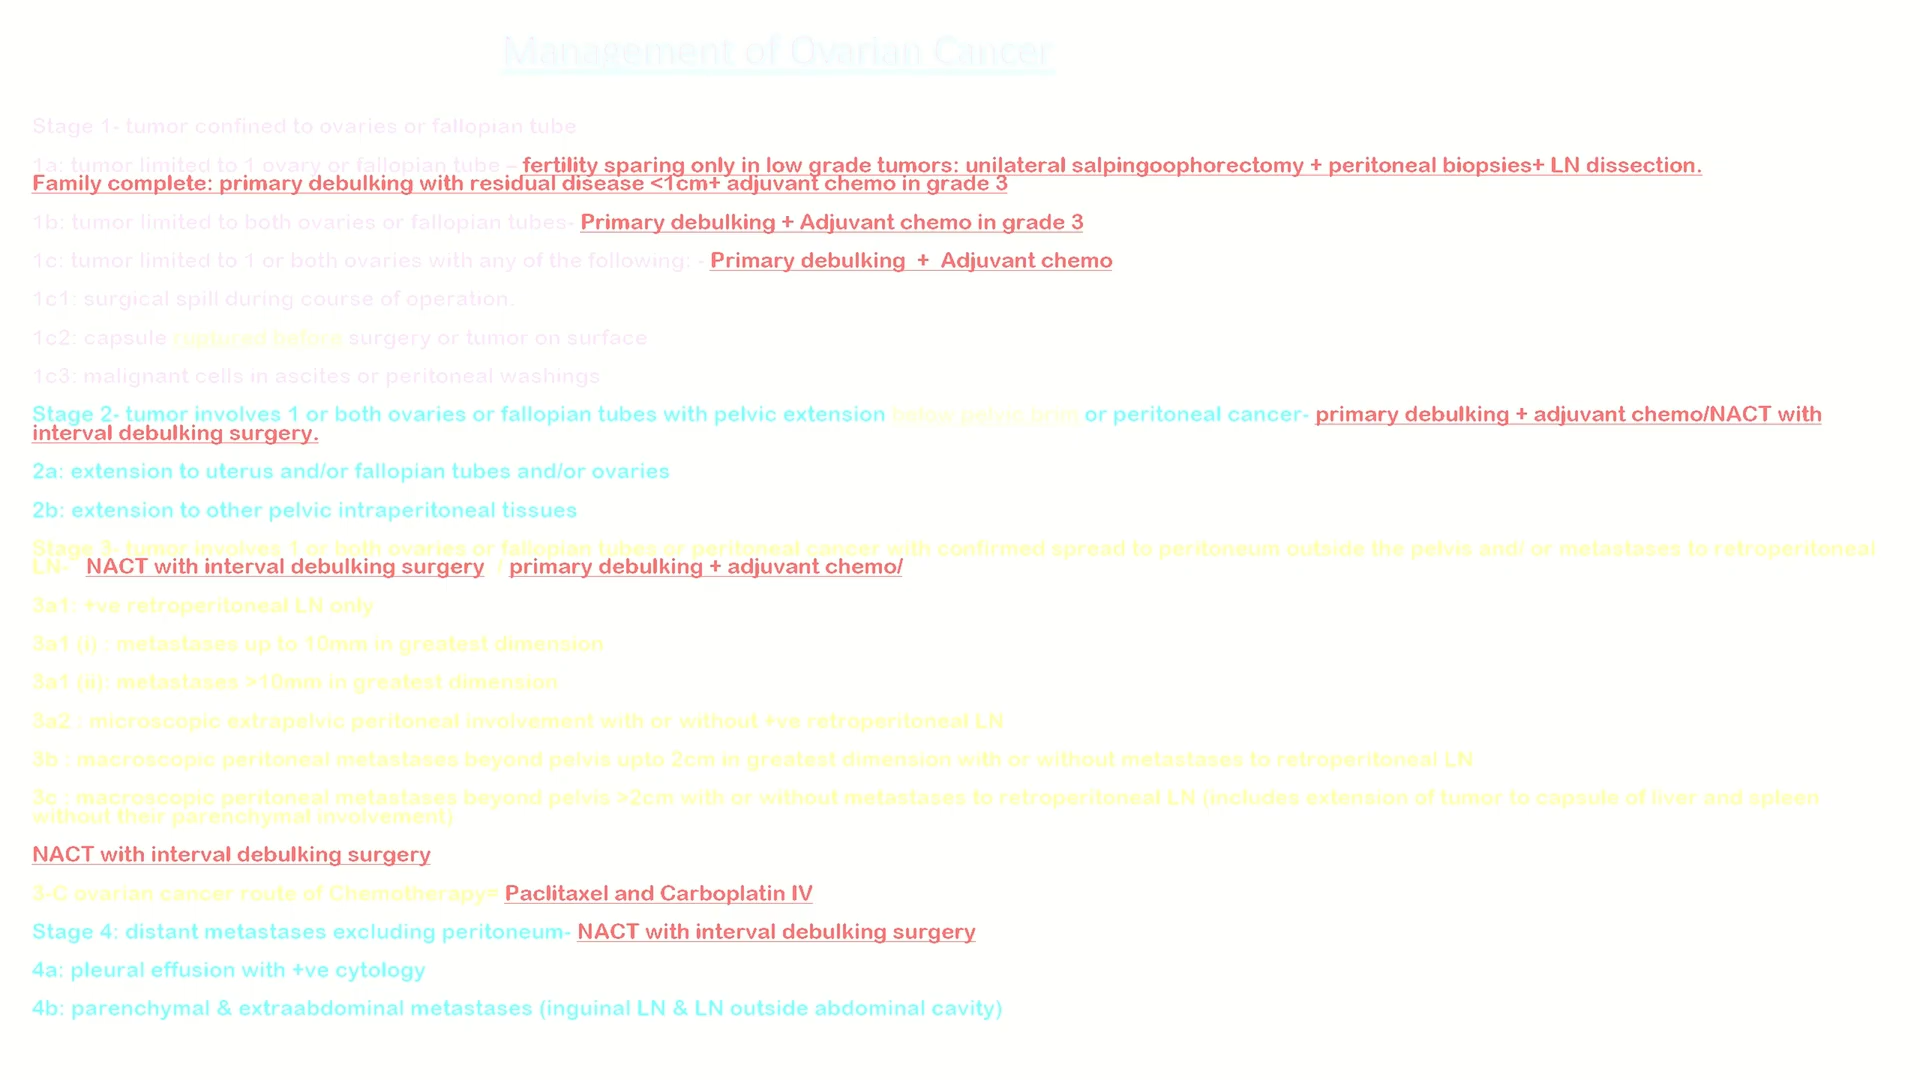 Management of Ovarian Cancer
Stage 1- tumor confined to ovaries or fallopian tube
1a: tumor limited to 1 ovary or fallopian tube – fertility sparing only in low grade tumors: unilateral salpingoophorectomy + peritoneal biopsies+ LN dissection.
Family complete: primary debulking with residual disease <1cm+ adjuvant chemo in grade 3
1b: tumor limited to both ovaries or fallopian tubes- Primary debulking + Adjuvant chemo in grade 3
1c: tumor limited to 1 or both ovaries with any of the following: - Primary debulking + Adjuvant chemo
1c1: surgical spill during course of operation.
1c2: capsule ruptured before surgery or tumor on surface
1c3: malignant cells in ascites or peritoneal washings
Stage 2- tumor involves 1 or both ovaries or fallopian tubes with pelvic extension below pelvic brim or peritoneal cancer- primary debulking + adjuvant chemo/NACT with
interval debulking surgery.
2a: extension to uterus and/or fallopian tubes and/or ovaries
2b: extension to other pelvic intraperitoneal tissues
Stage 3- tumor involves 1 or both ovaries or fallopian tubes or peritoneal cancer with confirmed spread to peritoneum outside the pelvis and/ or metastases to retroperitoneal
LN- NACT with interval debulking surgery / primary debulking + adjuvant chemo/
3a1: +ve retroperitoneal LN only
3a1 (i) : metastases up to 10mm in greatest dimension
3a1 (ii): metastases >10mm in greatest dimension
3a2 : microscopic extrapelvic peritoneal involvement with or without +ve retroperitoneal LN
3b : macroscopic peritoneal metastases beyond pelvis upto 2cm in greatest dimension with or without metastases to retroperitoneal LN
3c : macroscopic peritoneal metastases beyond pelvis >2cm with or without metastases to retroperitoneal LN (includes extension of tumor to capsule of liver and spleen
without their parenchymal involvement)
NACT with interval debulking surgery
3-C ovarian cancer route of Chemotherapy= Paclitaxel and Carboplatin IV
Stage 4: distant metastases excluding peritoneum- NACT with interval debulking surgery
4a: pleural effusion with +ve cytology
4b: parenchymal & extraabdominal metastases (inguinal LN & LN outside abdominal cavity)